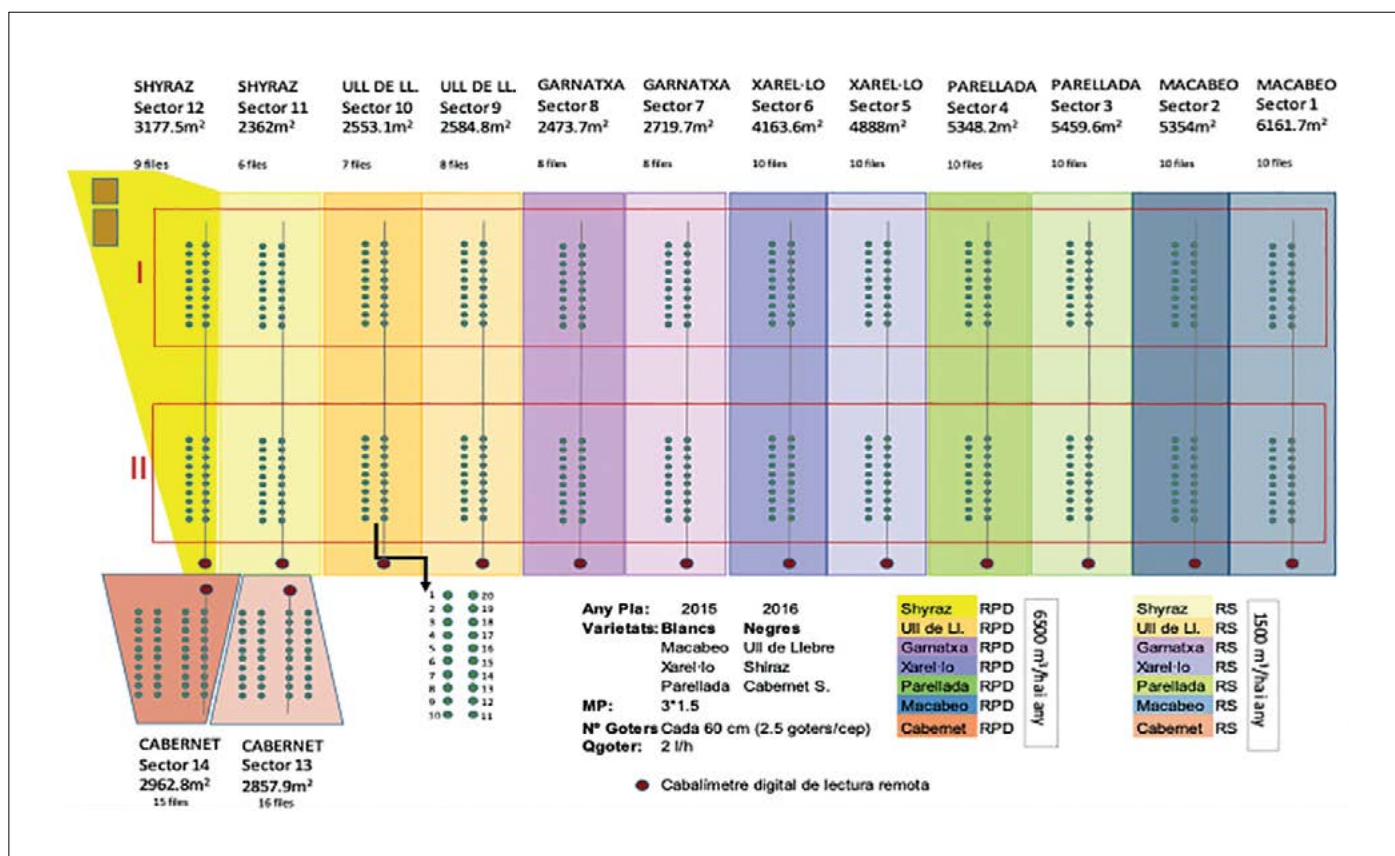 SHYRAZ
Sector 12
3177.5m²
9 files
SHYRAZ
Sector 11
2362m²
6 files
ULL DE LL.
Sector 10
2553.1m²
7 files
ULL DE LL.
Sector 9
2584.8m²
8 files
GARNATXA
Sector 8
2473.7m²
8 files
GARNATXA
Sector 7
2719.7m²
8 files
XAREL·LO
Sector 6
4163.6m²
10 files
XAREL·LO
Sector 5
4888m²
10 files
PARELLADA
Sector 4
5348.2m²
10 files
PARELLADA
Sector 3
5459.6m²
10 files
MACABEO
Sector 2
5354m²
10 files
MACABEO
Sector 1
6161.7m²
10 files
I
II
CABERNET
Sector 14
2962.8m²
15 files
CABERNET
Sector 13
2857.9m²
16 files
1 20
2 19
3 18
4 17
5 16
6 15
7 14
8 13
9 12
10 11
Any Pla: 2015 2016
Varietats: Blancs Negres
Macabeo Ull de Llebre
Xarel·lo Shiraz
Parellada Cabernet S.
MP: 3*1.5
Nº Goters Cada 60 cm (2.5 goters/cep)
Qgoter: 2 l/h
Cabalímetre digital de lectura remota
Shyraz RPD
Ull de Ll. RPD
Garnatxa RPD
Xarel·lo RPD
Parellada RPD
Macabeo RPD
Cabernet RPD
6500 m³/ha i any
Shyraz RS
Ull de Ll. RS
Garnatxa RS
Xarel·lo RS
Parellada RS
Macabeo RS
Cabernet RS
1500 m³/ha i any